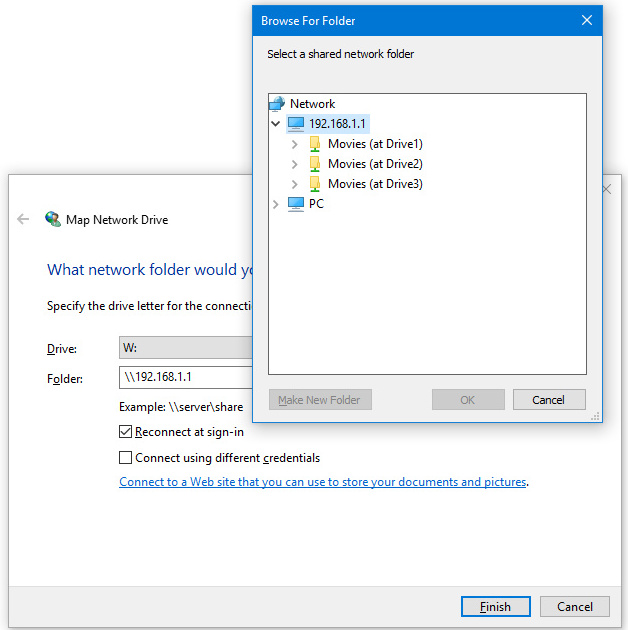 Browse For Folder
Select a shared network folder
Network
192.168.1.1
Movies (at Drive1)
Movies (at Drive2)
Movies (at Drive3)
PC
Make New Folder
OK
Cancel
Map Network Drive
What network folder would yo
Specify the drive letter for the connecti
Drive:
W:
Folder:
\\192.168.1.1
Example: \\server\share
Reconnect at sign-in
Connect using different credentials
Connect to a Web site that you can use to store your documents and pictures.
Finish
Cancel